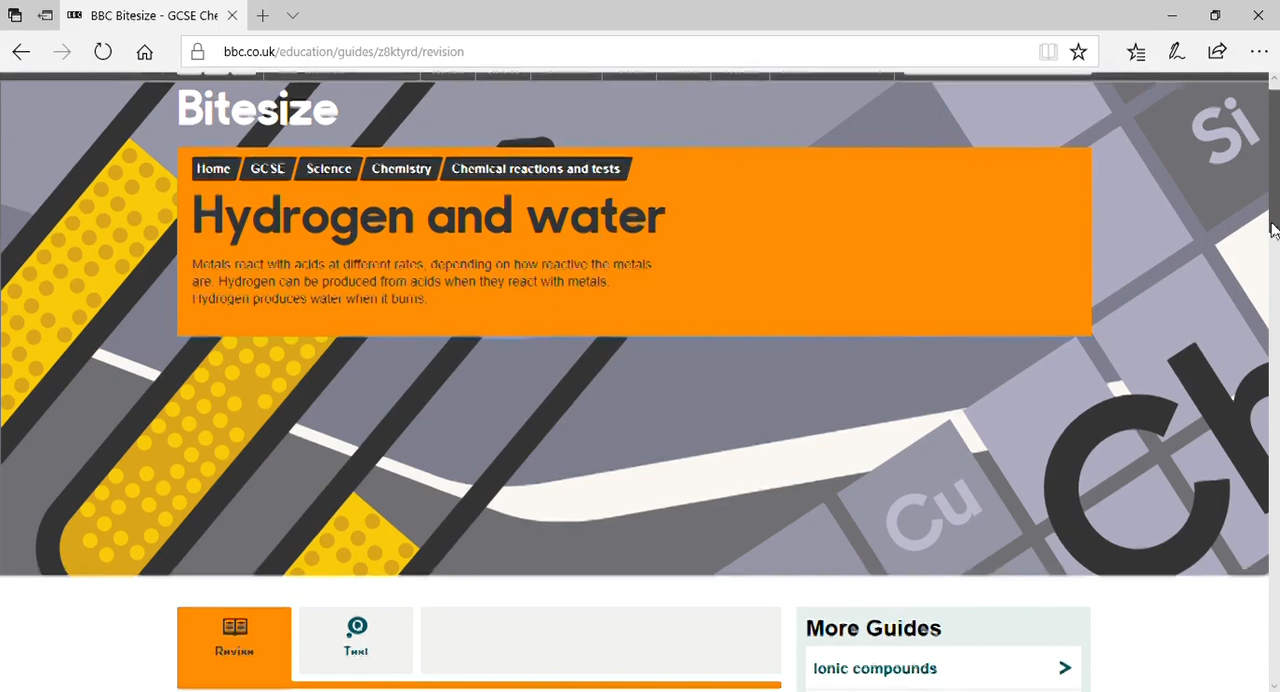 BBC Bitesize - GCSE Che
bbc.co.uk/education/guides/z8ktyrd/revision
Bitesize
Home GCSE Science Chemistry Chemical reactions and tests
Hydrogen and water
Metals react with acids at different rates, depending on how reactive the metals
are. Hydrogen can be produced from acids when they react with metals.
Hydrogen produces water when it burns.
Si
Cu
Ch
Revise
Test
More Guides
Ionic compounds